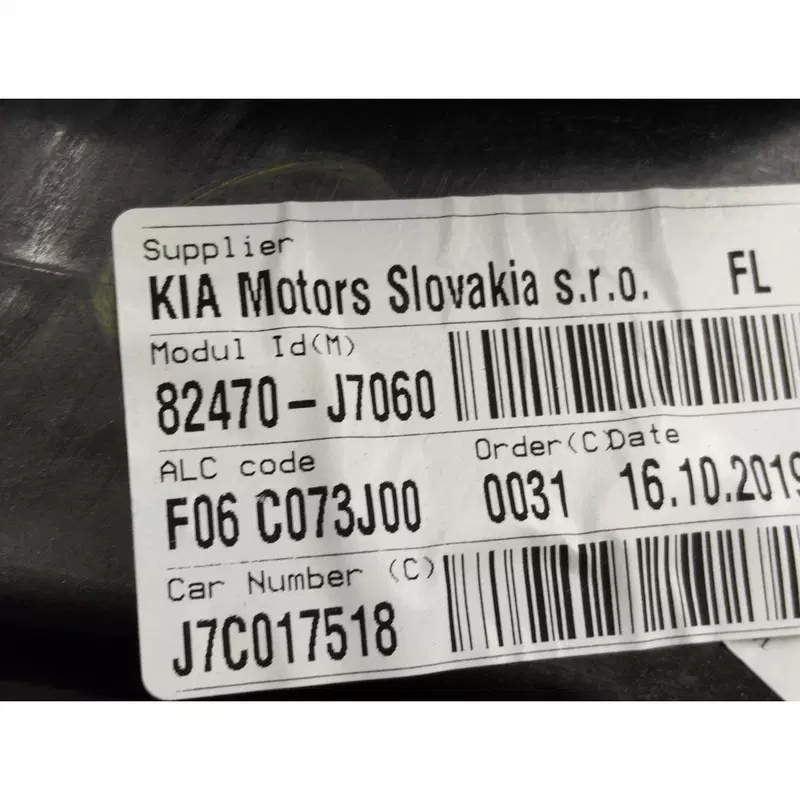 Supplier
KIA Motors Slovakia s.r.o. FL
Modul Id(M)
82470-J7060
ALC code Order(C) Date
F06 C073J00 0031 16.10.2019
Car Number (C)
J7C017518